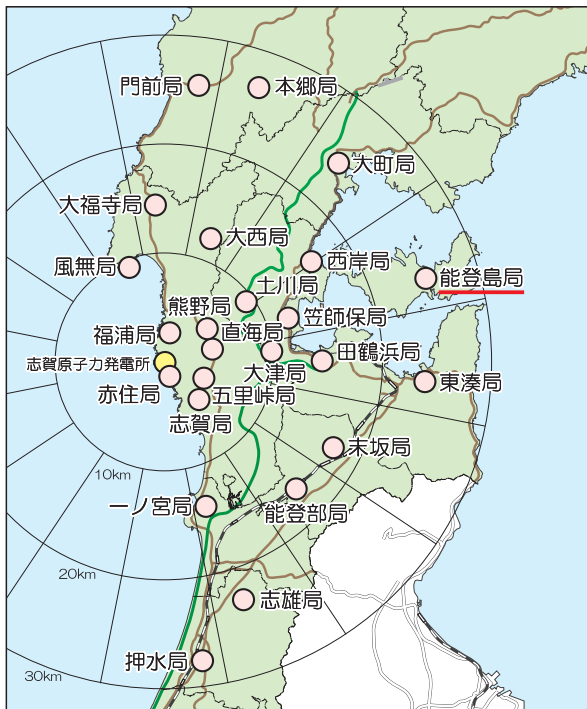 門前局
本郷局
大町局
大福寺局
大西局
西岸局
風無局
能登島局
土川局
熊野局
笠師保局
福浦局
直海局
志賀原子力発電所
田鶴浜局
大津局
赤住局
東湊局
五里峠局
志賀局
末坂局
10km
一ノ宮局
能登部局
20km
志雄局
押水局
30km